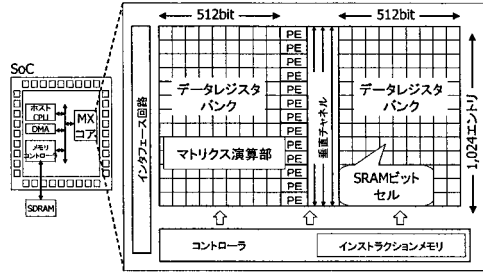 512bit
512bit
SoC
ホスト
CPU
DMA
メモリ
コントローラ
MX
コア
SDRAM
インタフェース回路
データレジスタ
バンク
マトリクス演算部
PE
PE
PE
PE
PE
PE
PE
PE
PE
PE
PE
PE
垂直チャネル
データレジスタ
バンク
SRAMビット
セル
1,024エントリ
コントローラ
インストラクションメモリ